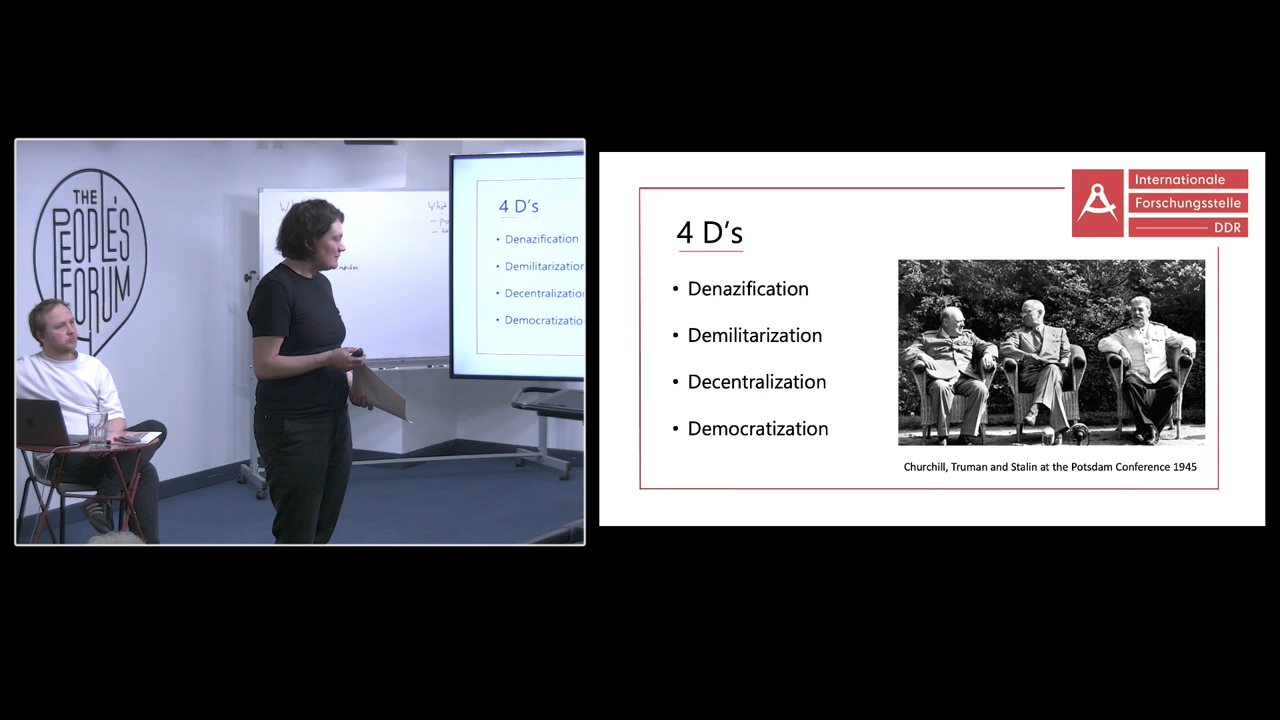 THE
PEOPLE'S
FORUM
4 D's
• Denazification
• Demilitarization
• Decentralization
• Democratizatio
Internationale
Forschungsstelle
DDR
4 D's
• Denazification
• Demilitarization
• Decentralization
• Democratization
Churchill, Truman and Stalin at the Potsdam Conference 1945